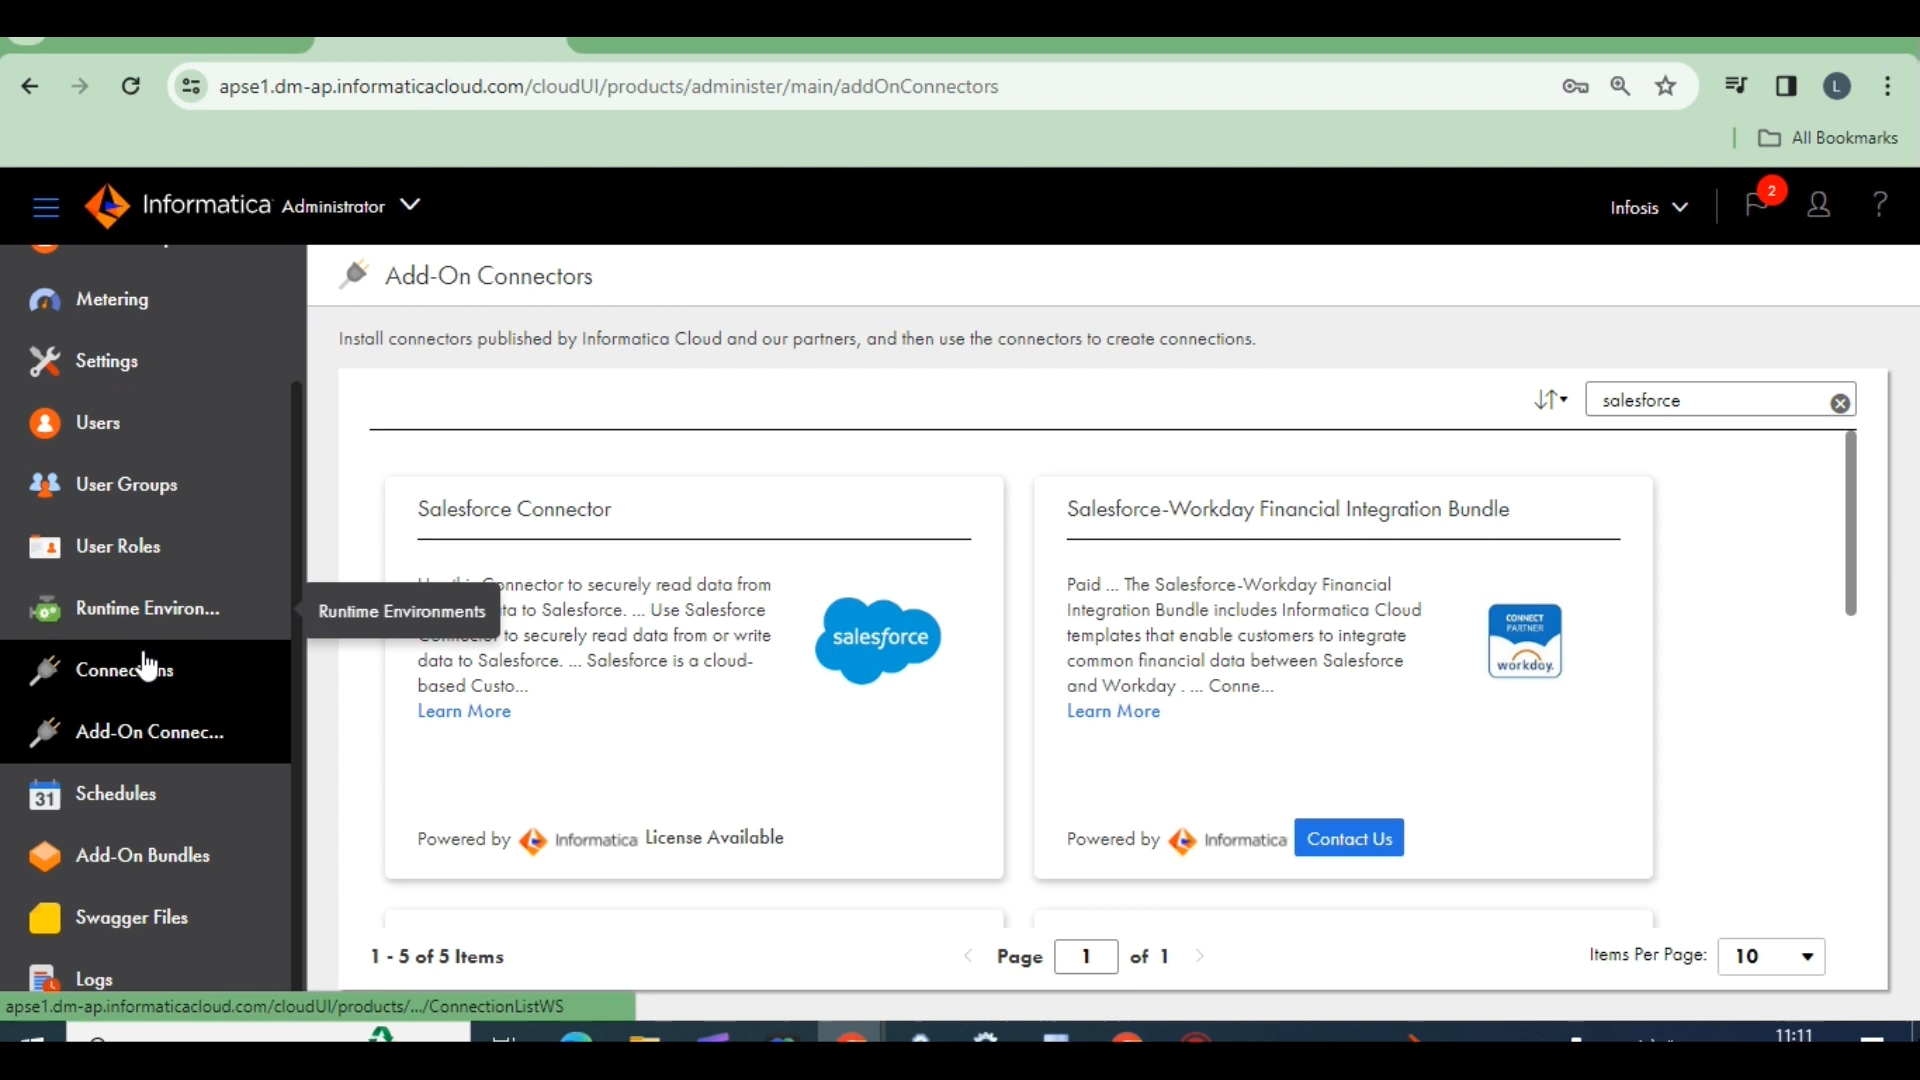 apse1.dm-ap.informaticacloud.com/cloudUI/products/administer/main/addOnConnectors
L
All Bookmarks
Informatica Administrator
Infosis
2
?
Metering
Settings
Users
User Groups
User Roles
Runtime Environ...
Connections
Add-On Connec...
31 Schedules
Add-On Bundles
Swagger Files
Logs
Runtime Environments
Add-On Connectors
Install connectors published by Informatica Cloud and our partners, and then use the connectors to create connections.
salesforce
Salesforce Connector
Connector to securely read data from
to Salesforce. ... Use Salesforce
to securely read data from or write
data to Salesforce. ... Salesforce is a cloud-
based Custo...
Learn More
salesforce
Powered by Informatica License Available
Salesforce-Workday Financial Integration Bundle
Paid ... The Salesforce-Workday Financial
Integration Bundle includes Informatica Cloud
templates that enable customers to integrate
common financial data between Salesforce
and Workday . ... Conne...
Learn More
CONNECT
PARTNER
workday.
Powered by Informatica Contact Us
1 - 5 of 5 Items
Page 1 of 1
Items Per Page: 10
apse1.dm-ap.informaticacloud.com/cloudUI/products/.../ConnectionListWS
11:11